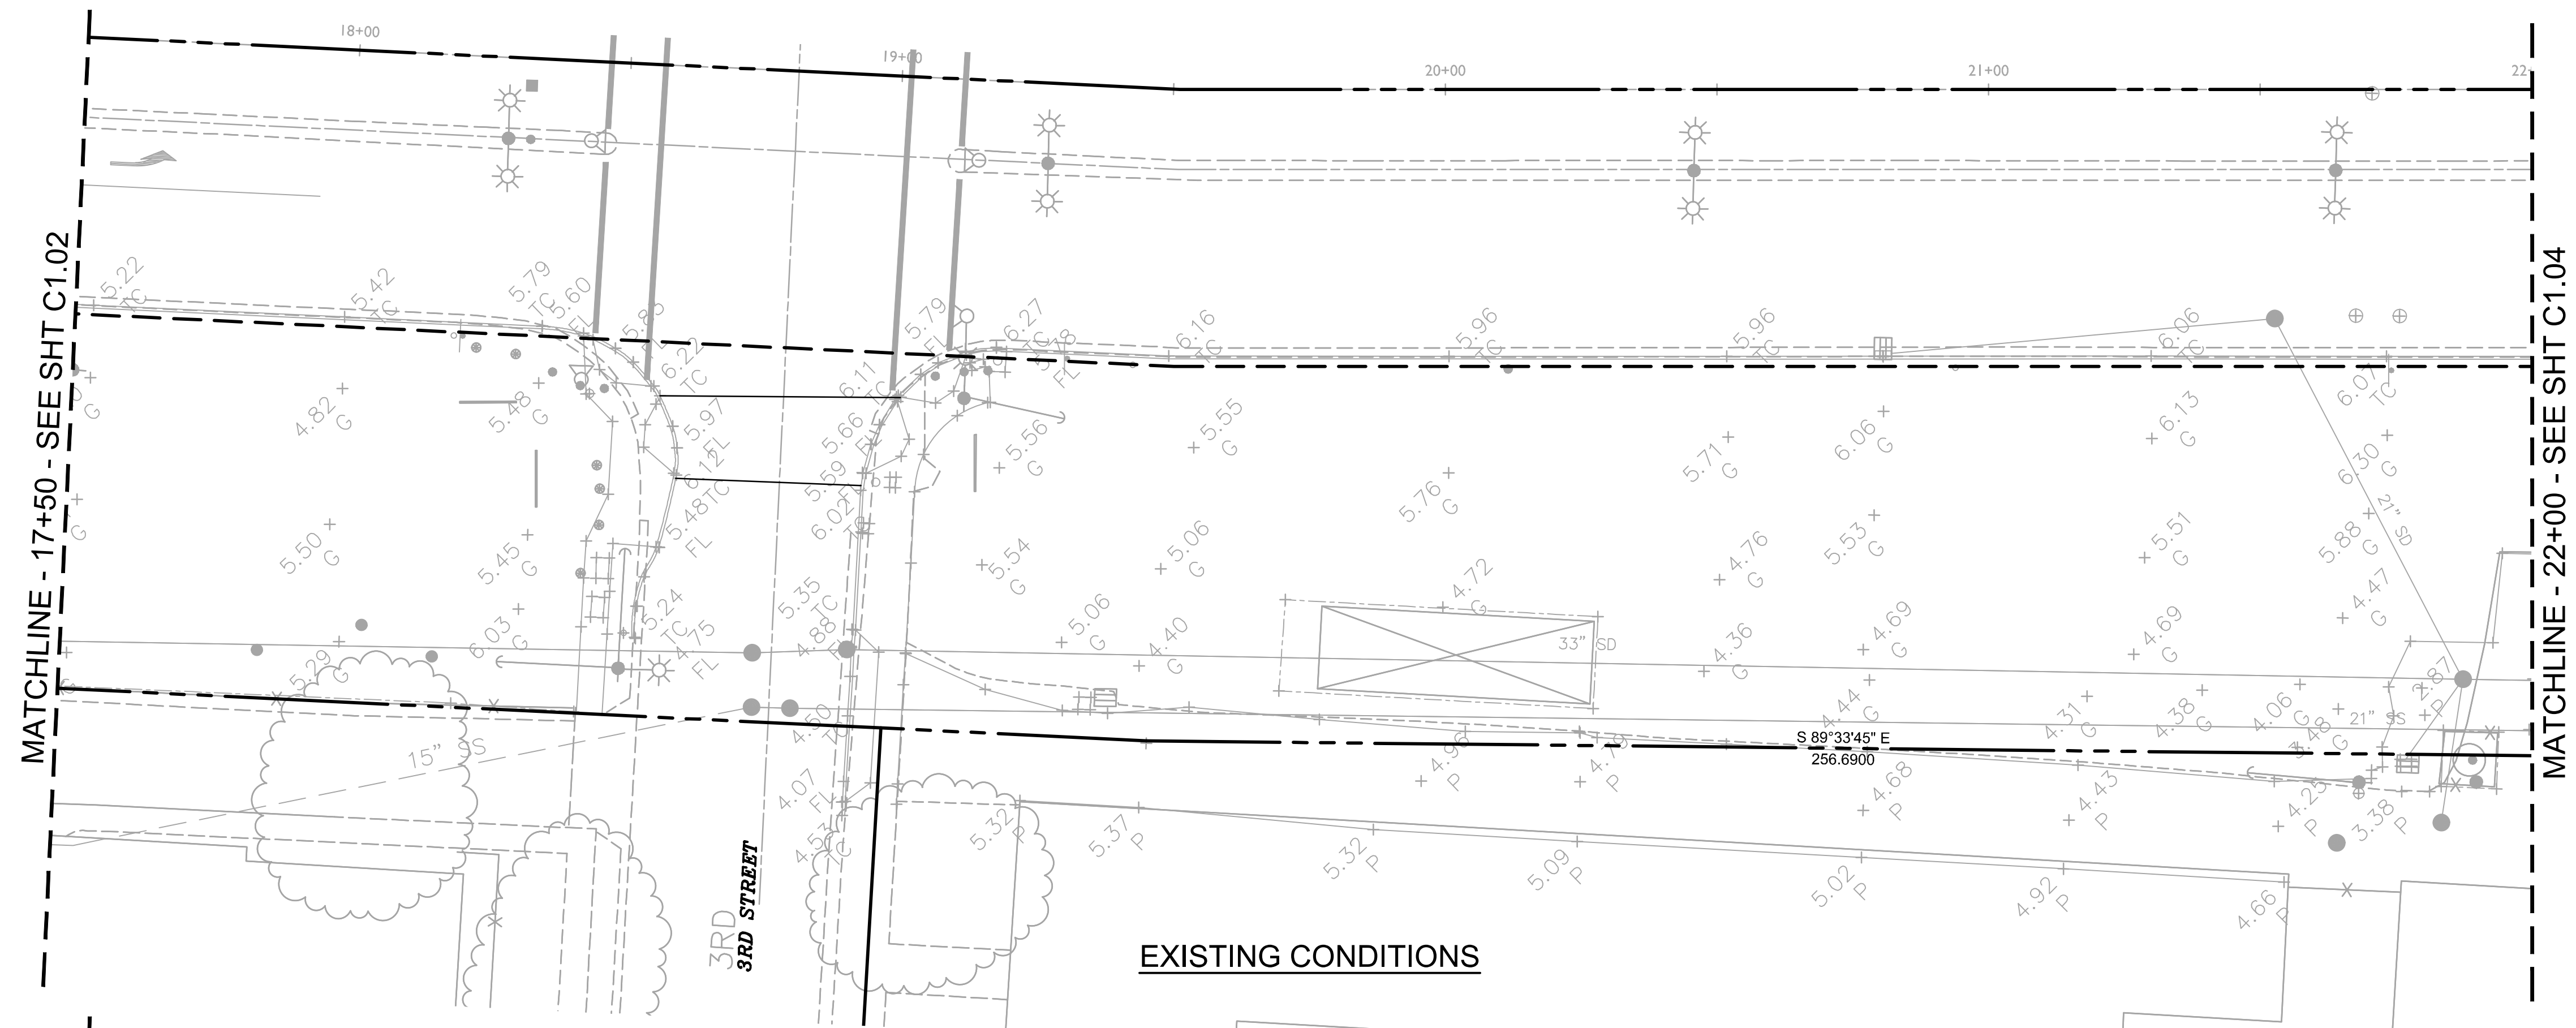 18+00
19+00
20+00
21+00
22
MATCHLINE - 17+50 - SEE SHT C1.02
MATCHLINE - 22+00 - SEE SHT C1.04
5.22
TC
5.42
TC
5.79
TC
5.60
FL
6.22
TC
5.79
FL
6.27
TC
5.78
FL
6.16
TC
5.96
TC
5.96
TC
6.06
TC
6.07
TC
G
4.82
G
5.48
G
5.97
FL
6.11
TC
5.66
FL
5.56
G
5.55
G
5.71
G
6.06
G
6.13
G
6.30
G
21" SD
G
5.50
G
5.45
G
6.12
TC
5.48
FL
5.59
FL
6.02
TC
5.54
G
5.06
G
5.76
G
4.76
G
5.53
G
5.51
G
5.88
G
5.29
G
6.03
G
5.24
TC
4.75
FL
5.35
TC
4.88
FL
5.06
G
4.40
G
4.72
G
33" SD
4.36
G
4.69
G
4.69
G
4.47
G
15" SS
4.50
TC
4.07
FL
4.53
TC
4.96
P
4.79
P
4.44
G
4.31
G
4.38
G
4.06
G
G
2.87
P
21" SS
S 89°33'45" E
256.6900
4.68
P
4.43
P
4.25
P
3.38
P
5.32
P
5.37
P
5.32
P
5.09
P
5.02
P
4.92
P
4.66
P
3RD
3RD STREET
EXISTING CONDITIONS